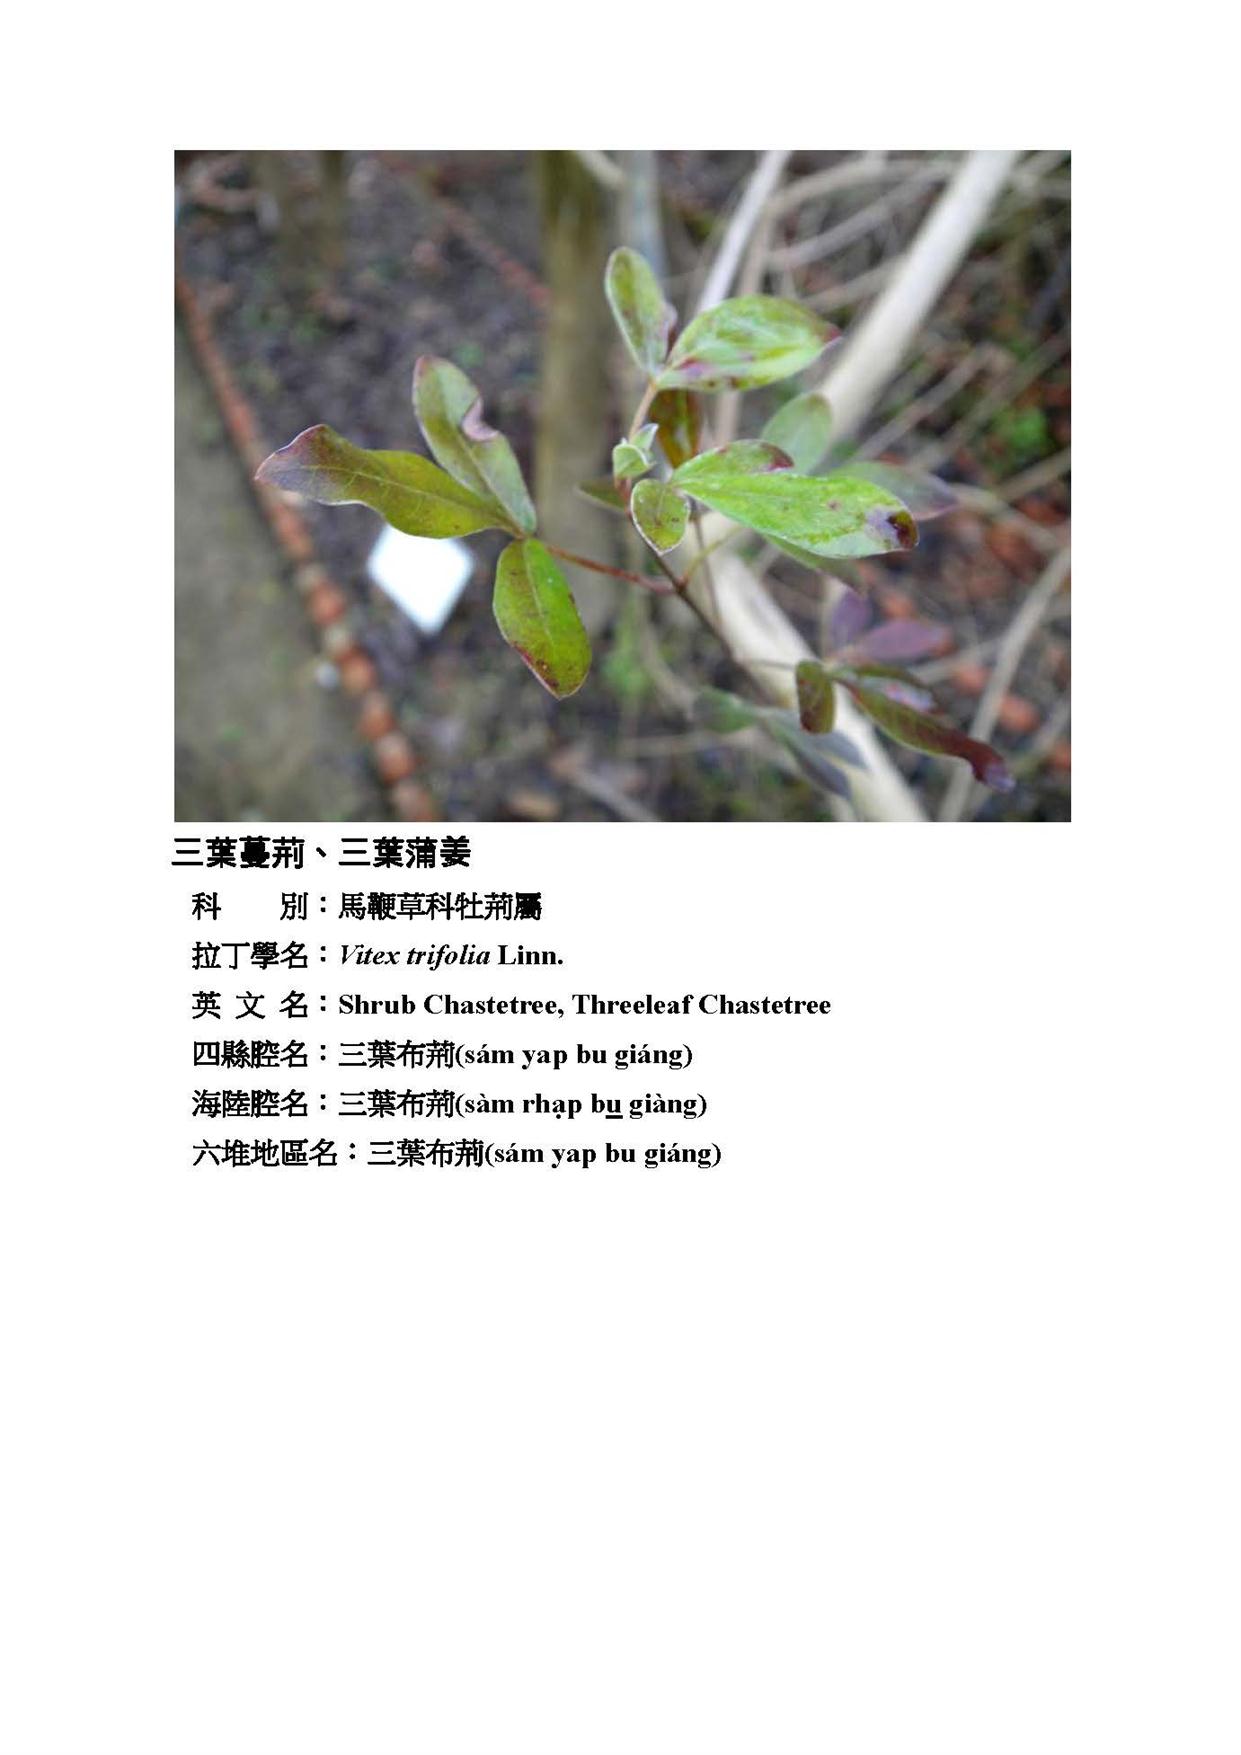 三葉蔓荊、三葉蒲姜
科　　別：馬鞭草科牡荊屬
拉丁學名：Vitex trifolia Linn.
英 文 名：Shrub Chastetree, Threeleaf Chastetree
四縣腔名：三葉布荊(sám yap bu giáng)
海陸腔名：三葉布荊(sàm rhạp bu̲ giàng)
六堆地區名：三葉布荊(sám yap bu giáng)